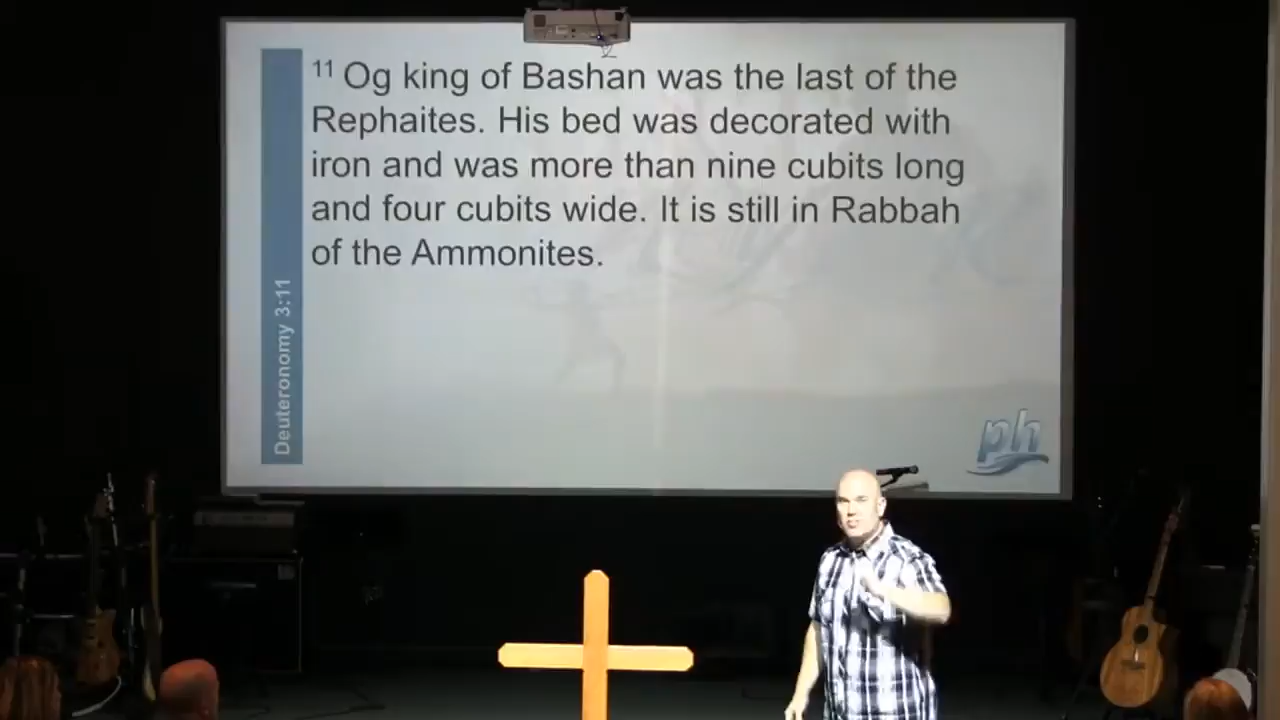 11 Og king of Bashan was the last of the
Rephaites. His bed was decorated with
iron and was more than nine cubits long
and four cubits wide. It is still in Rabbah
of the Ammonites.
Deuteronomy 3:11
ph